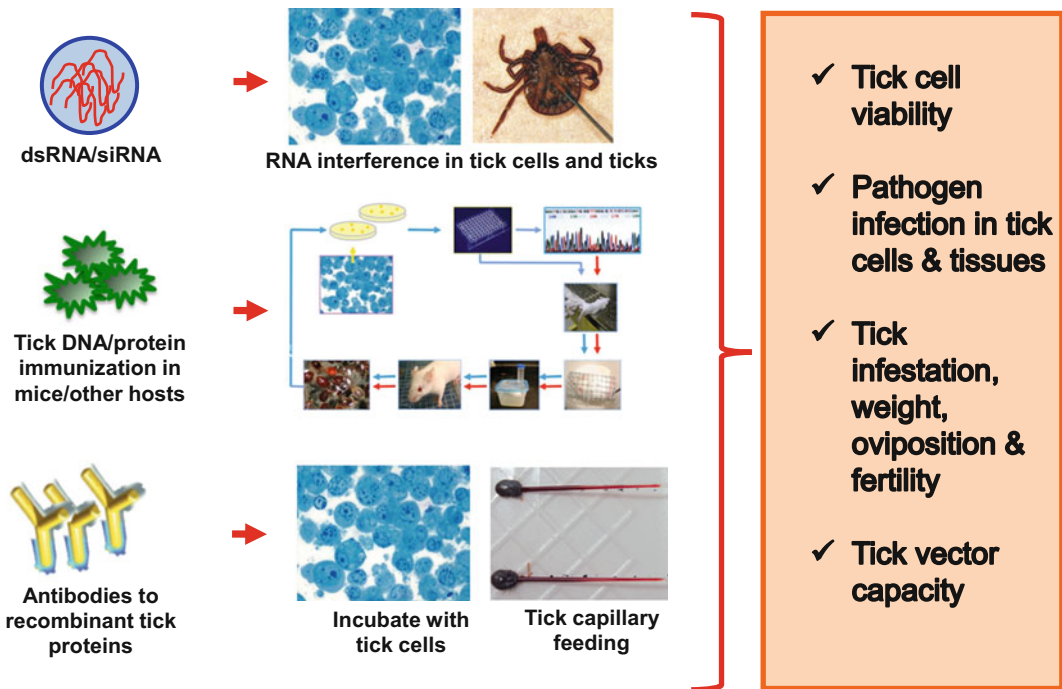 dsRNA/siRNA
RNA interference in tick cells and ticks
Tick DNA/protein
immunization in
mice/other hosts
Antibodies to
recombinant tick
proteins
Incubate with
tick cells
Tick capillary
feeding
✓ Tick cell
viability
✓ Pathogen
infection in tick
cells & tissues
✓ Tick
infestation,
weight,
oviposition &
fertility
✓ Tick vector
capacity